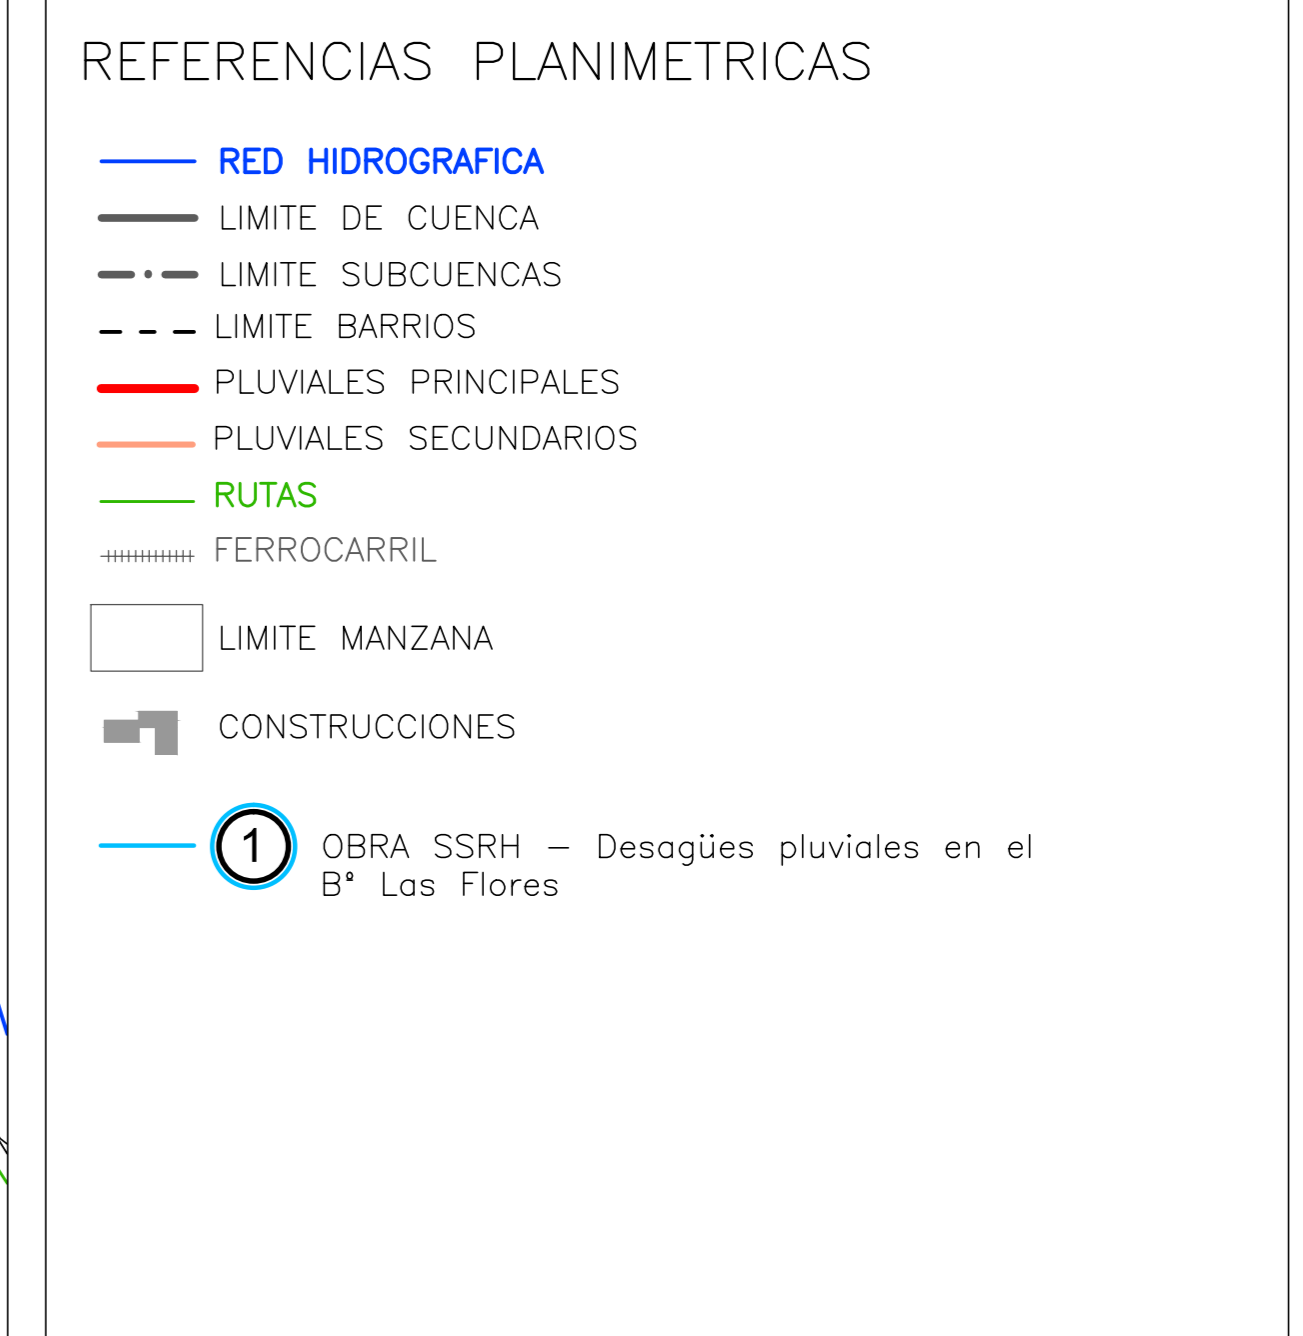 REFERENCIAS PLANIMETRICAS
RED HIDROGRAFICA
LIMITE DE CUENCA
LIMITE SUBCUENCAS
LIMITE BARRIOS
PLUVIALES PRINCIPALES
PLUVIALES SECUNDARIOS
RUTAS
FERROCARRIL
LIMITE MANZANA
CONSTRUCCIONES
1 OBRA SSRH – Desagües pluviales en el
Bº Las Flores